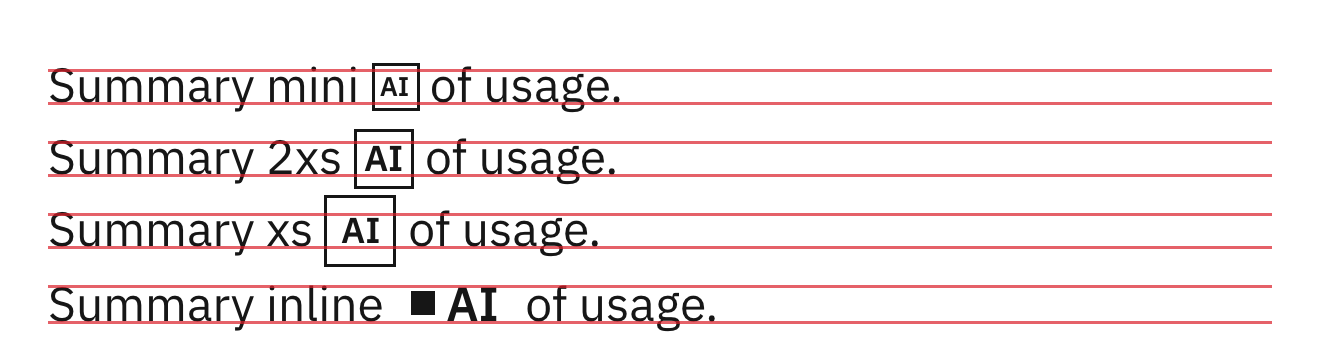 Summary mini AI of usage.
Summary 2xs AI of usage.
Summary xs AI of usage.
Summary inline AI of usage.